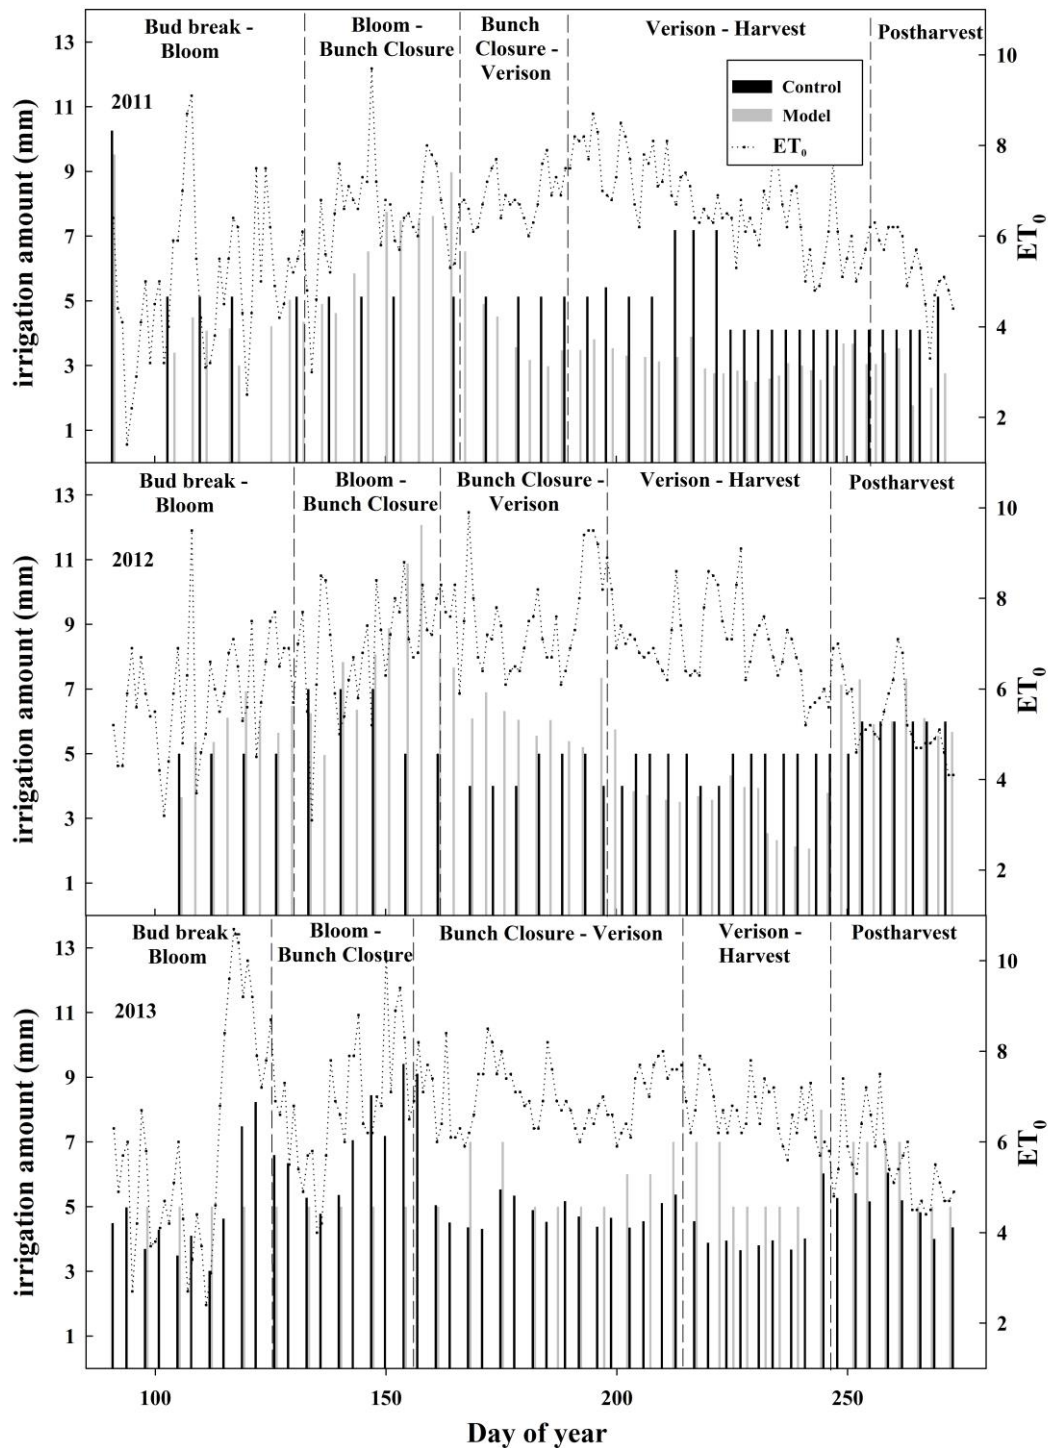 Bud break -
Bloom
Bloom -
Bunch Closure
Bunch
Closure -
Verison
Verison - Harvest
Postharvest
2011
Control
Model
ET0
irrigation amount (mm)
13
11
9
7
5
3
1
10
8
6
4
2
ET0
Bud break -
Bloom
Bloom -
Bunch Closure
Bunch Closure -
Verison
Verison - Harvest
Postharvest
2012
irrigation amount (mm)
13
11
9
7
5
3
1
10
8
6
4
2
ET0
Bud break -
Bloom
Bloom -
Bunch Closure
Bunch Closure - Verison
Verison -
Harvest
Postharvest
2013
irrigation amount (mm)
13
11
9
7
5
3
1
10
8
6
4
2
ET0
100 150 200 250
Day of year